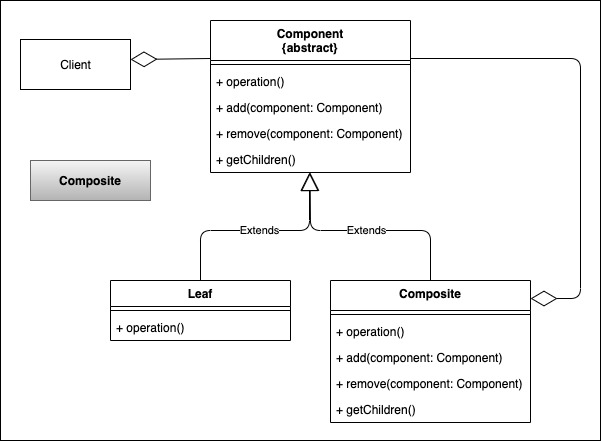 Component
{abstract}
Client
+ operation()
+ add(component: Component)
+ remove(component: Component)
+ getChildren()
Composite
Extends
Extends
Leaf
+ operation()
Composite
+ operation()
+ add(component: Component)
+ remove(component: Component)
+ getChildren()